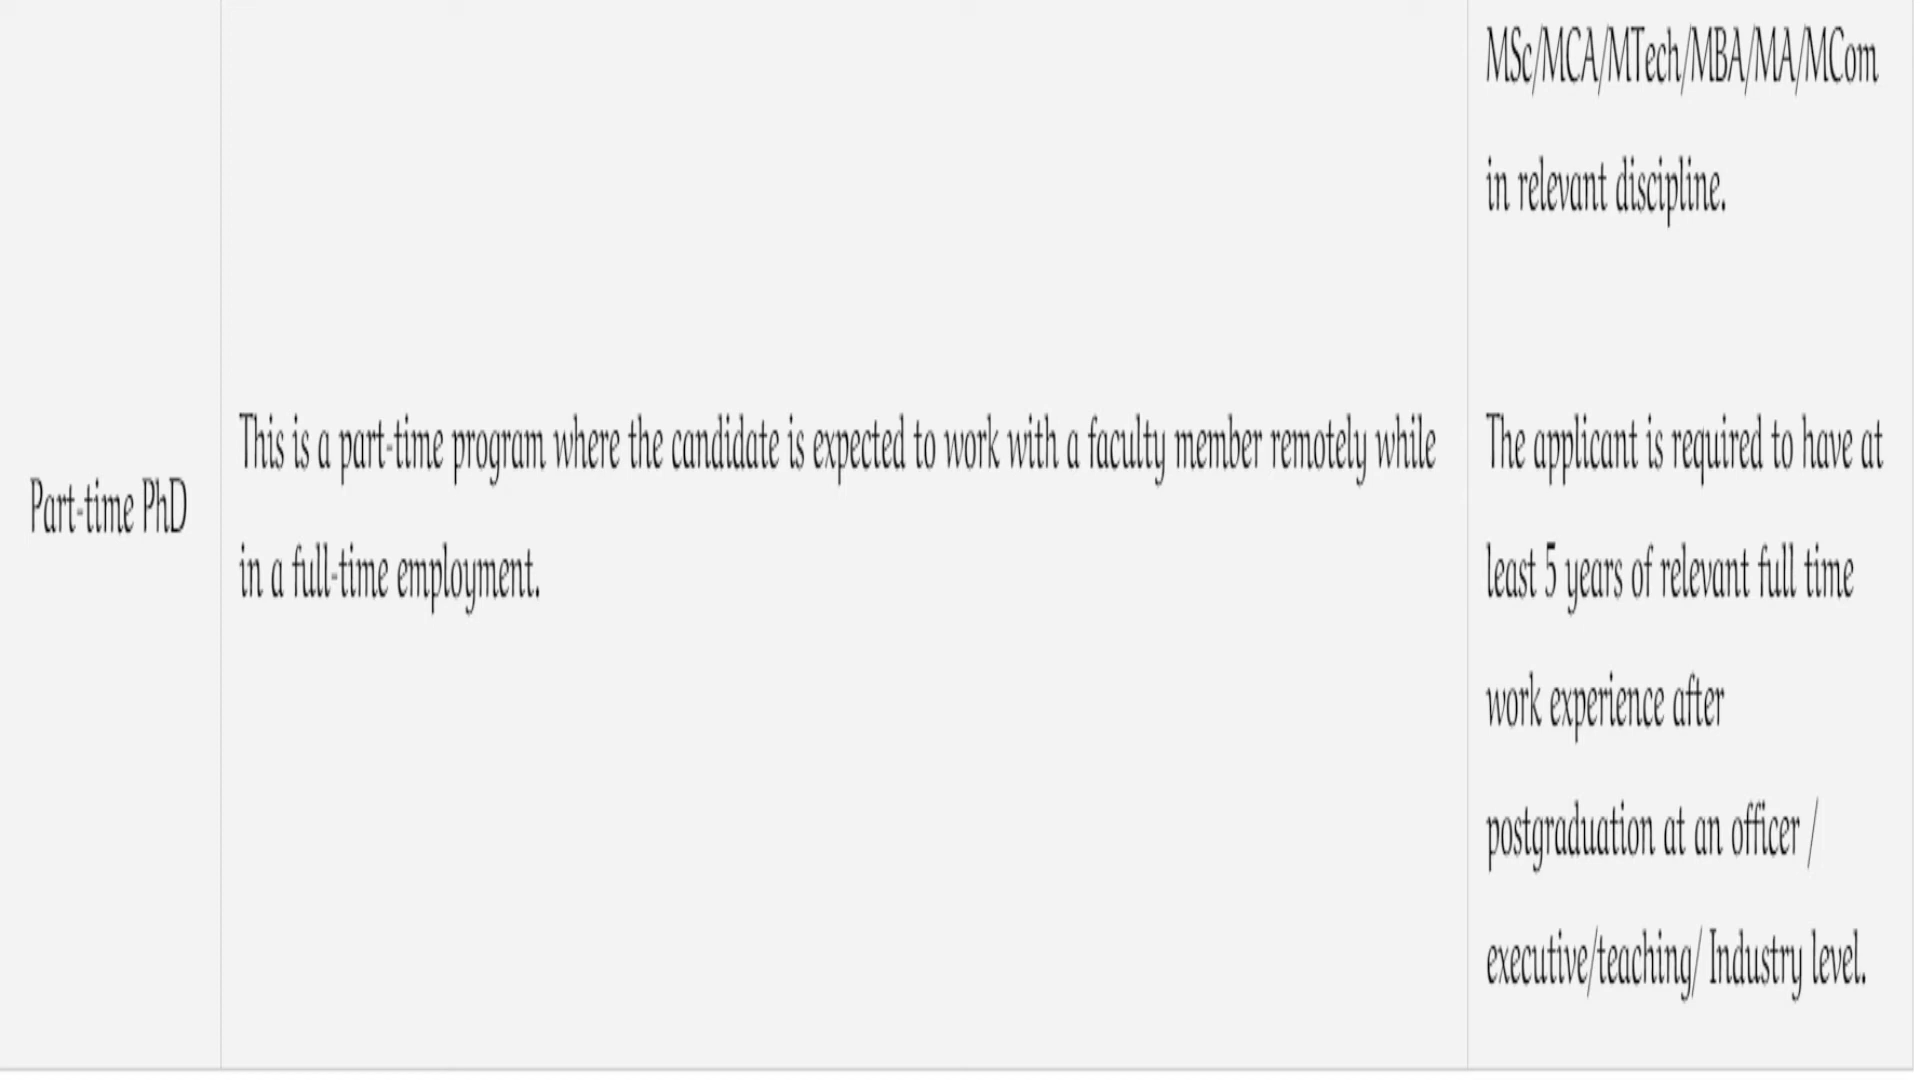 Part-time PhD
This is a part-time program where the candidate is expected to work with a faculty member remotely while
in a full-time employment.
MSc/MCA/MTech/MBA/MA/MCom
in relevant discipline.
The applicant is required to have at
least 5 years of relevant full time
work experience after
postgraduation at an officer /
executive/teaching/ Industry level.